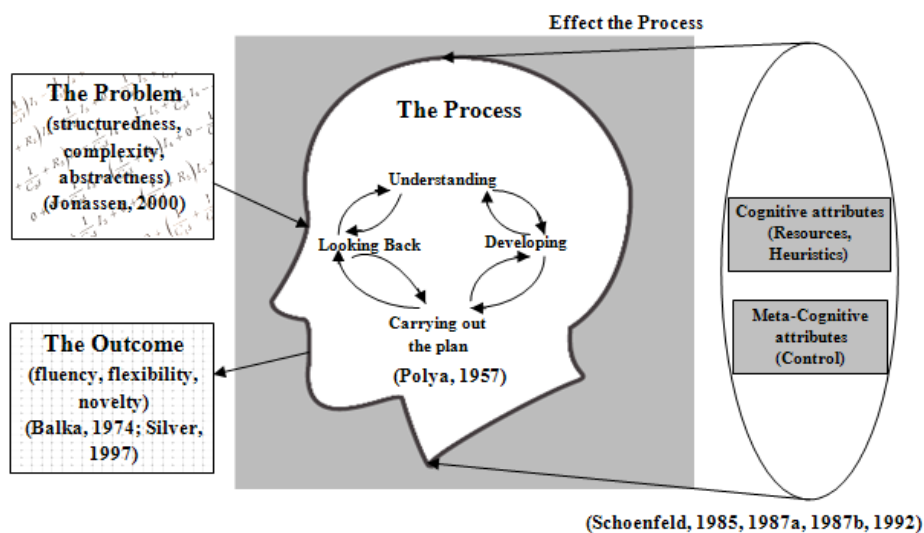 Effect the Process
The Problem
(structuredness,
complexity,
abstractness)
(Jonassen, 2000)
The Process
Understanding
Looking Back
Developing
Carrying out
the plan
(Polya, 1957)
The Outcome
(fluency, flexibility,
novelty)
(Balka, 1974; Silver,
1997)
Cognitive attributes
(Resources,
Heuristics)
Meta-Cognitive
attributes
(Control)
(Schoenfeld, 1985, 1987a, 1987b, 1992)